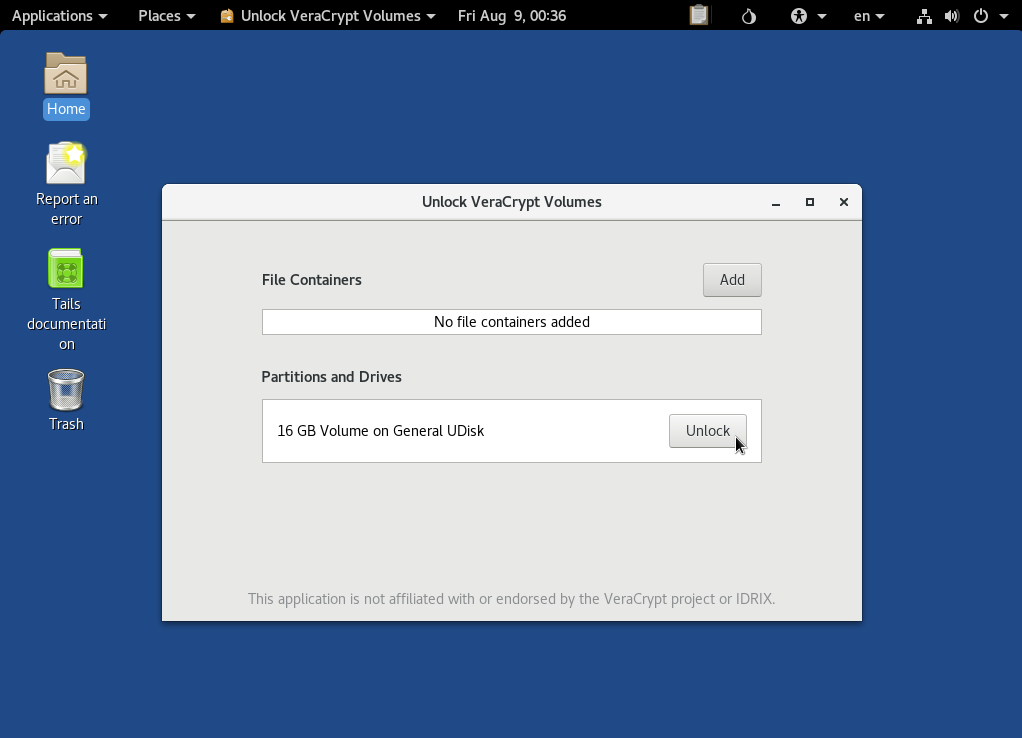 Applications Places Unlock VeraCrypt Volumes Fri Aug 9, 00:36 en
Home
Report an
error
Tails
documentati
on
Trash
Unlock VeraCrypt Volumes
File Containers Add
No file containers added
Partitions and Drives
16 GB Volume on General UDisk Unlock
This application is not affiliated with or endorsed by the VeraCrypt project or IDRIX.